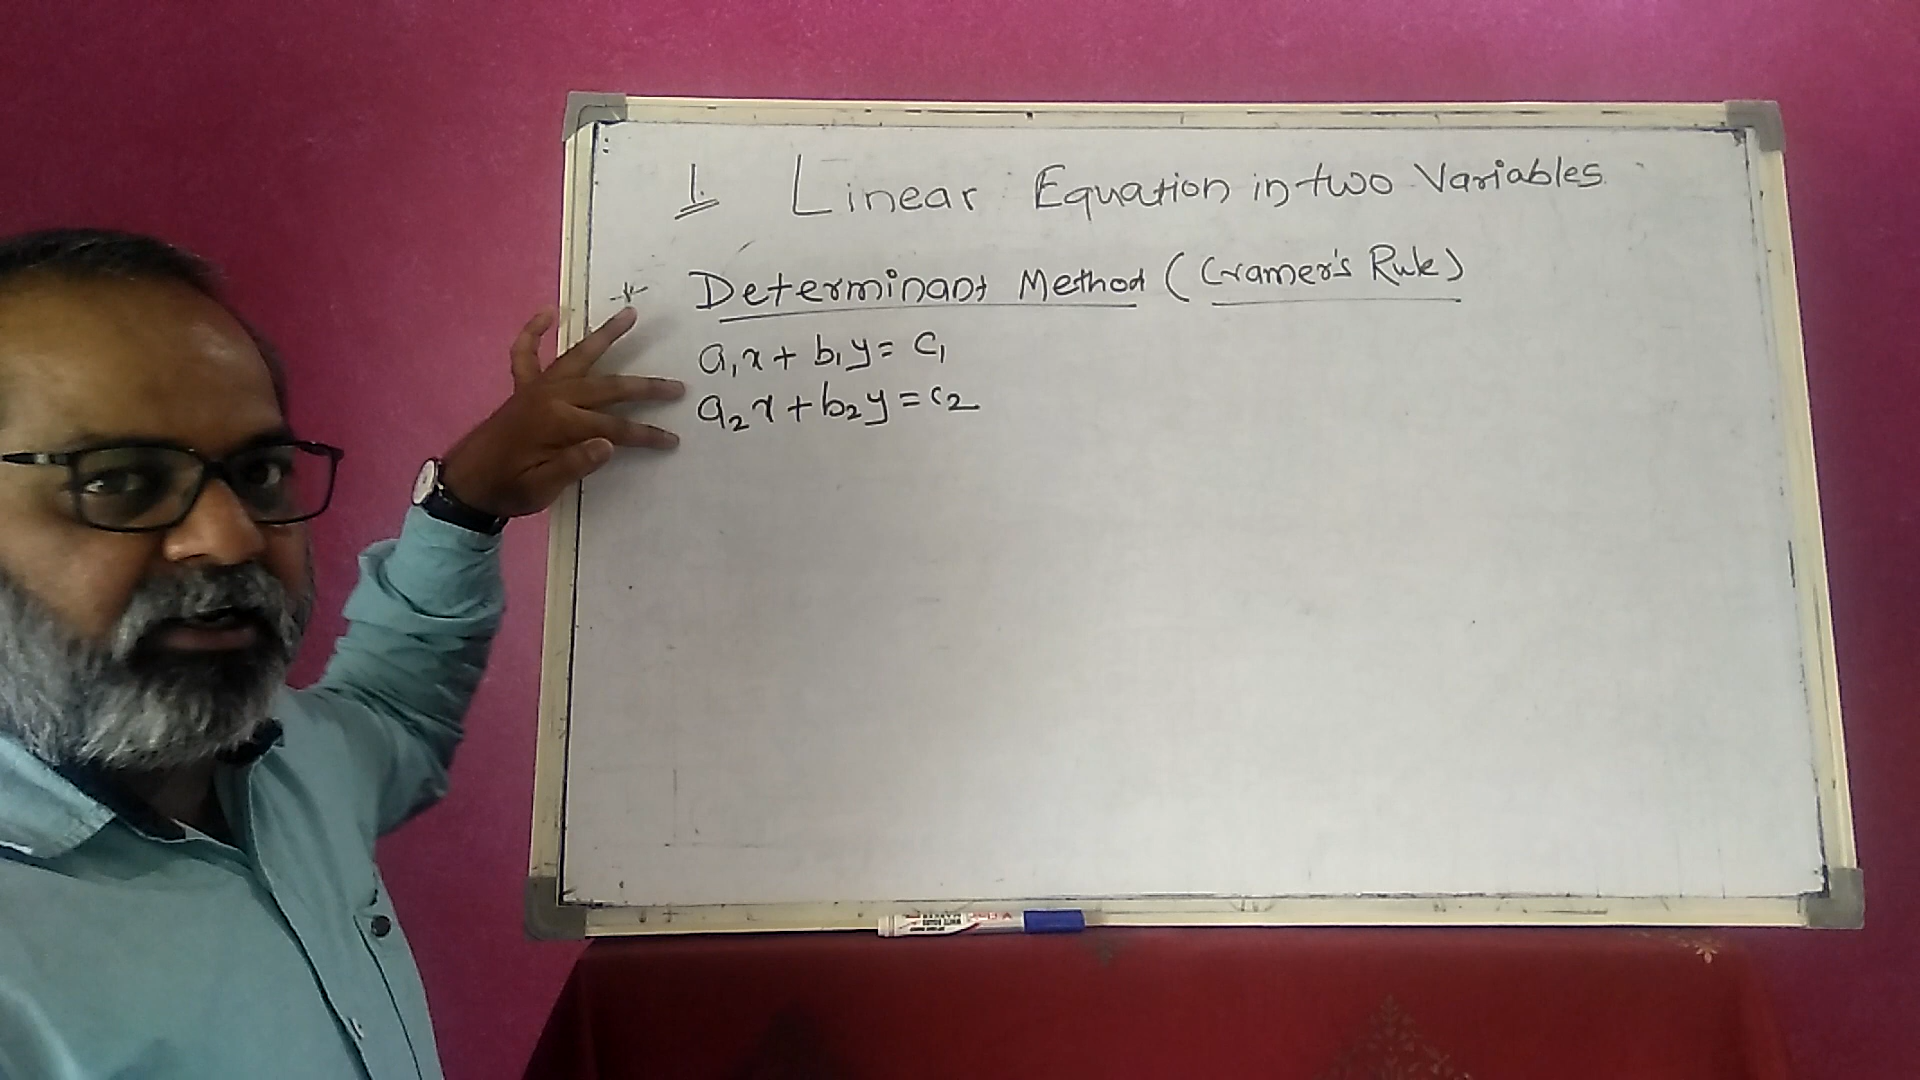 1. Linear Equation in two Variables
* Determinant Method (Cramer's Rule)
a₁x + b₁y = c₁
a₂x + b₂y = c₂